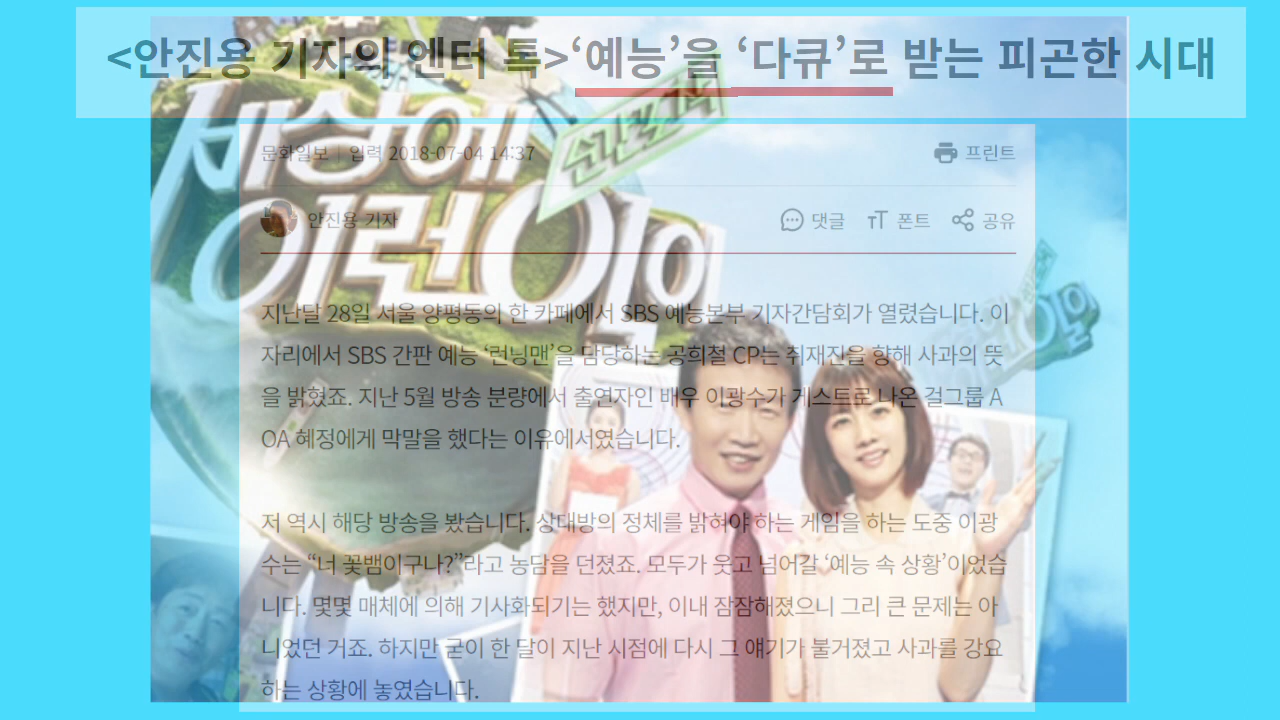 <안진용 기자의 엔터 톡>‘예능’을 ‘다큐’로 받는 피곤한 시대
순간포착
세상에
이런일이
문화일보 | 입력 2018-07-04 14:37
프린트
안진용 기자
댓글 폰트 공유
지난달 28일 서울 양평동의 한 카페에서 SBS 예능본부 기자간담회가 열렸습니다. 이
자리에서 SBS 간판 예능 ‘런닝맨’을 담당하는 공희철 CP는 취재진을 향해 사과의 뜻
을 밝혔죠. 지난 5월 방송 분량에서 출연자인 배우 이광수가 게스트로 나온 걸그룹 A
OA 혜정에게 막말을 했다는 이유에서였습니다.
저 역시 해당 방송을 봤습니다. 상대방의 정체를 밝혀야 하는 게임을 하는 도중 이광
수는 “너 꽃뱀이구나?”라고 농담을 던졌죠. 모두가 웃고 넘어갈 ‘예능 속 상황’이었습
니다. 몇몇 매체에 의해 기사화되기는 했지만, 이내 잠잠해졌으니 그리 큰 문제는 아
니었던 거죠. 하지만 굳이 한 달이 지난 시점에 다시 그 얘기가 불거졌고 사과를 강요
하는 상황에 놓였습니다.